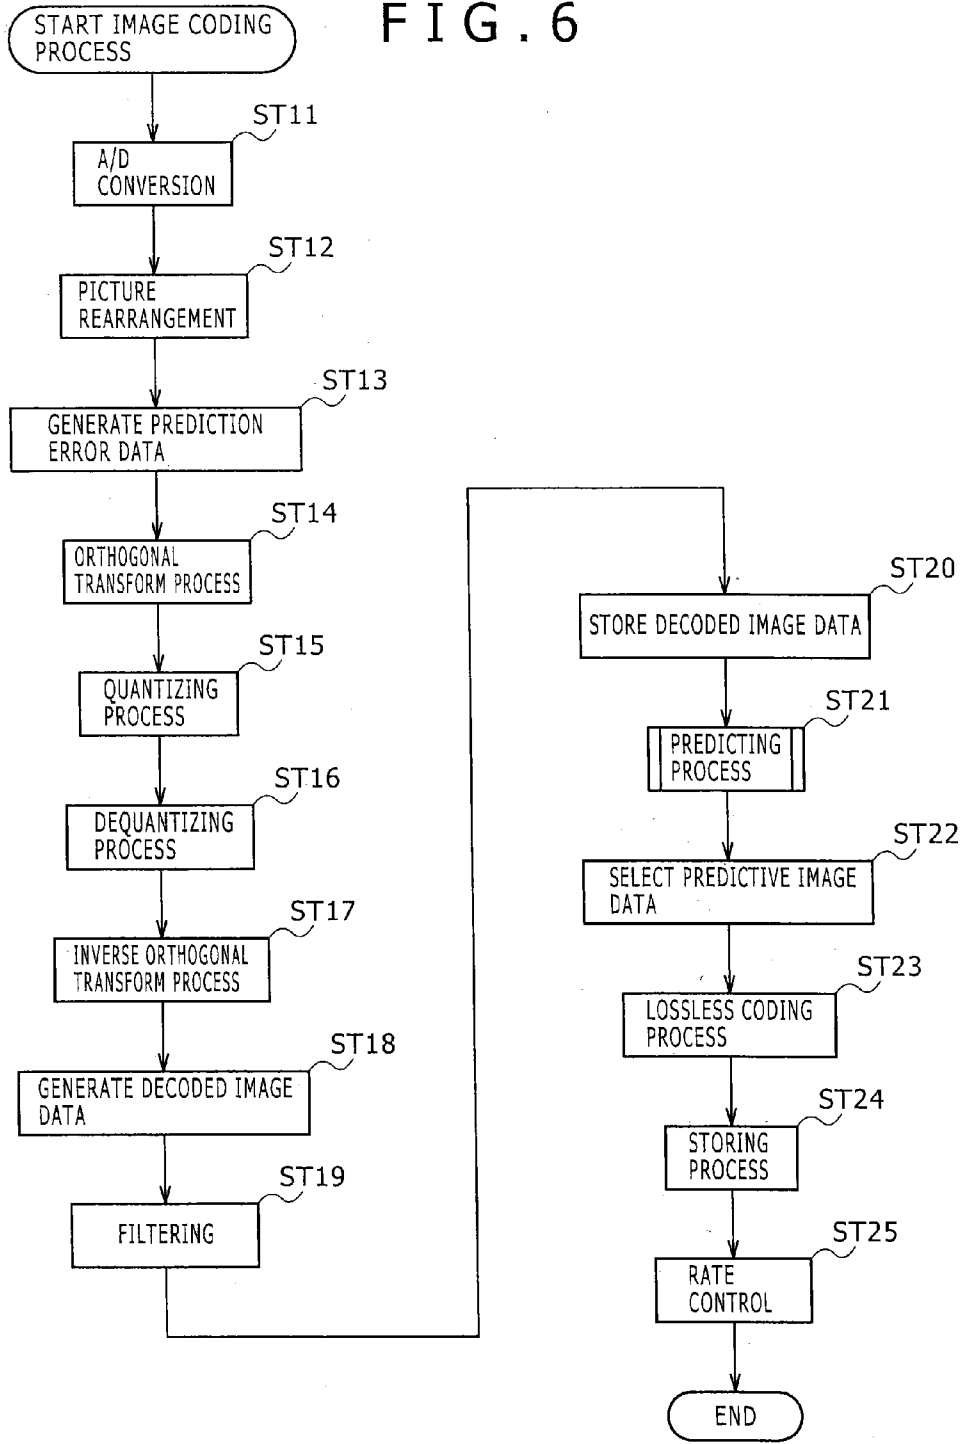 FIG.6
START IMAGE CODING
PROCESS
ST11
A/D
CONVERSION
ST12
PICTURE
REARRANGEMENT
ST13
GENERATE PREDICTION
ERROR DATA
ST14
ORTHOGONAL
TRANSFORM PROCESS
ST15
QUANTIZING
PROCESS
ST16
DEQUANTIZING
PROCESS
ST17
INVERSE ORTHOGONAL
TRANSFORM PROCESS
ST18
GENERATE DECODED IMAGE
DATA
ST19
FILTERING
ST20
STORE DECODED IMAGE DATA
ST21
PREDICTING
PROCESS
ST22
SELECT PREDICTIVE IMAGE
DATA
ST23
LOSSLESS CODING
PROCESS
ST24
STORING
PROCESS
ST25
RATE
CONTROL
END